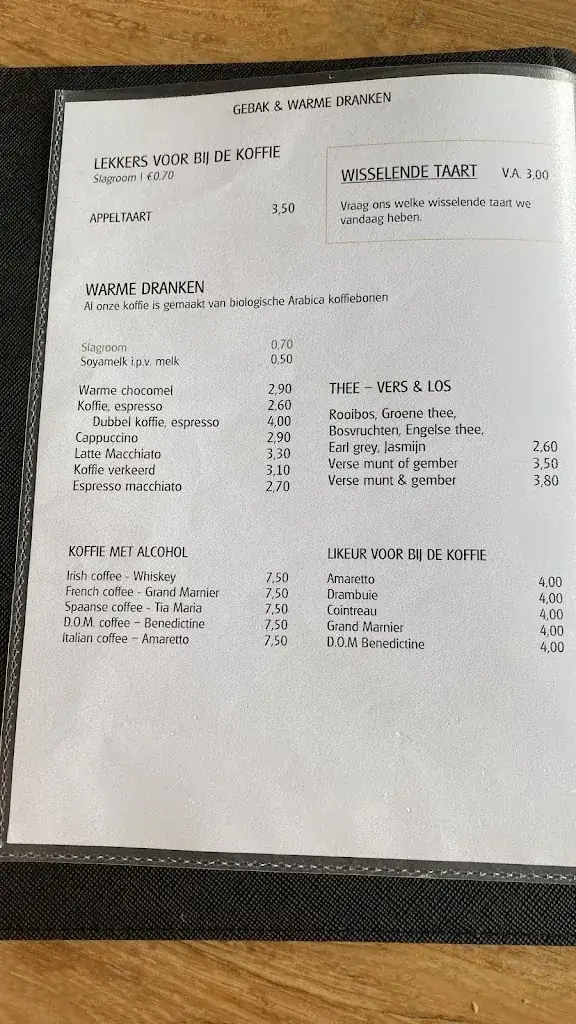 GEBAK & WARME DRANKEN
LEKKERS VOOR BIJ DE KOFFIE
Slagroom | €0,70
APPELTAART 3,50
WISSELENDE TAART V.A. 3,00
Vraag ons welke wisselende taart we
vandaag heben.
WARME DRANKEN
Al onze koffie is gemaakt van biologische Arabica koffiebonen
Slagroom 0,70
Soyamelk i.p.v. melk 0,50
Warme chocomel 2,90
Koffie, espresso 2,60
Dubbel koffie, espresso 4,00
Cappuccino 2,90
Latte Macchiato 3,30
Koffie verkeerd 3,10
Espresso macchiato 2,70
THEE – VERS & LOS
Rooibos, Groene thee,
Bosvruchten, Engelse thee,
Earl grey, Jasmijn 2,60
Verse munt of gember 3,50
Verse munt & gember 3,80
KOFFIE MET ALCOHOL
Irish coffee - Whiskey 7,50
French coffee - Grand Marnier 7,50
Spaanse coffee - Tia Maria 7,50
D.O.M. coffee – Benedictine 7,50
Italian coffee – Amaretto 7,50
LIKEUR VOOR BIJ DE KOFFIE
Amaretto 4,00
Drambuie 4,00
Cointreau 4,00
Grand Marnier 4,00
D.O.M Benedictine 4,00